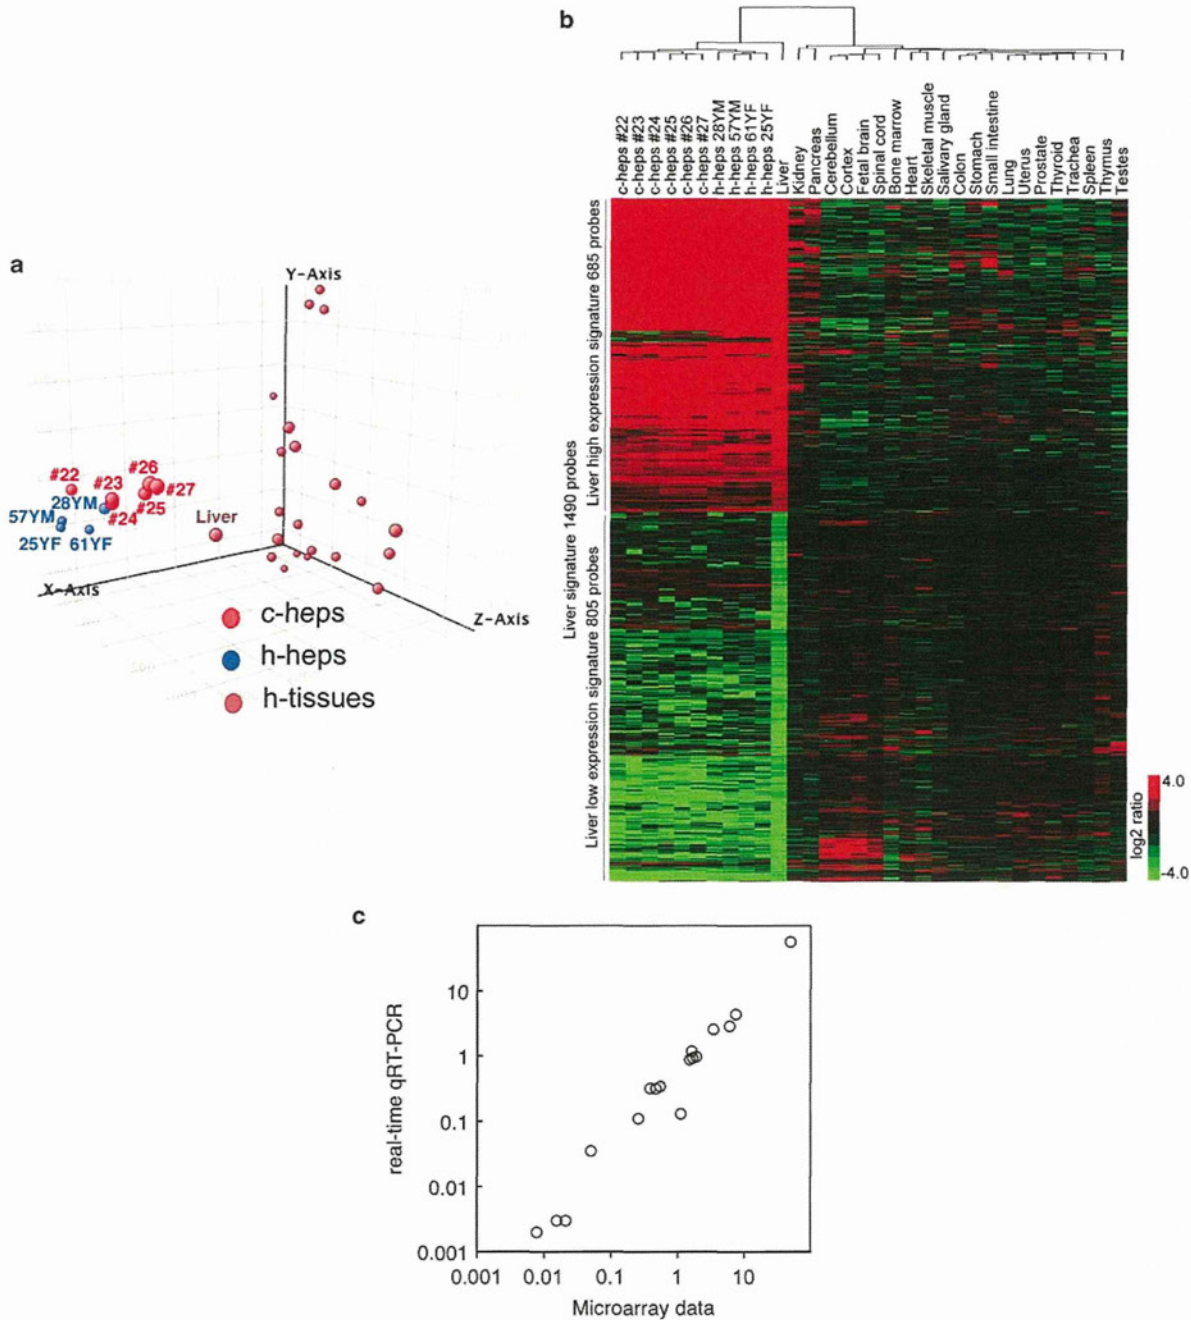 a
Y-Axis
#22
#23
#26
#27
#25
#24
28YM
57YM
25YF
61YF
Liver
X-Axis
Z-Axis
c-heps
h-heps
h-tissues
b
c-heps #22
c-heps #23
c-heps #24
c-heps #25
c-heps #26
c-heps #27
h-heps 28YM
h-heps 57YM
h-heps 61YF
h-heps 25YF
Liver
Kidney
Pancreas
Cerebellum
Cortex
Fetal brain
Spinal cord
Bone marrow
Heart
Skeletal muscle
Salivary gland
Colon
Stomach
Small intestine
Lung
Uterus
Prostate
Thyroid
Trachea
Spleen
Thymus
Testes
Liver signature 1490 probes
Liver high expression signature 685 probes
Liver low expression signature 805 probes
log2 ratio
4.0
-4.0
c
real-time qRT-PCR
10
1
0.1
0.01
0.001
0.001 0.01 0.1 1 10
Microarray data